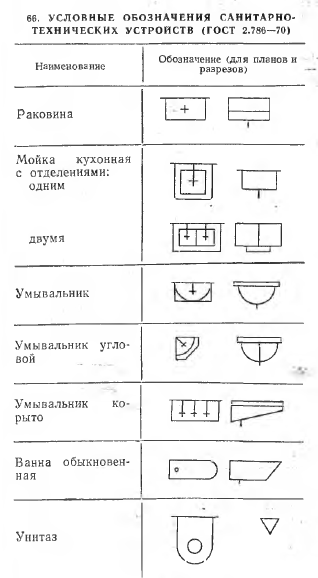 66. УСЛОВНЫЕ ОБОЗНАЧЕНИЯ САНИТАРНО-
ТЕХНИЧЕСКИХ УСТРОЙСТВ (ГОСТ 2.786—70)
Наименование
Обозначение (для планов и
разрезов)
Раковина
Мойка кухонная
с отделениями:
одним
двумя
Умывальник
Умывальник угло-
вой
Умывальник ко-
рыто
Ванна обыкновен-
ная
Унитаз